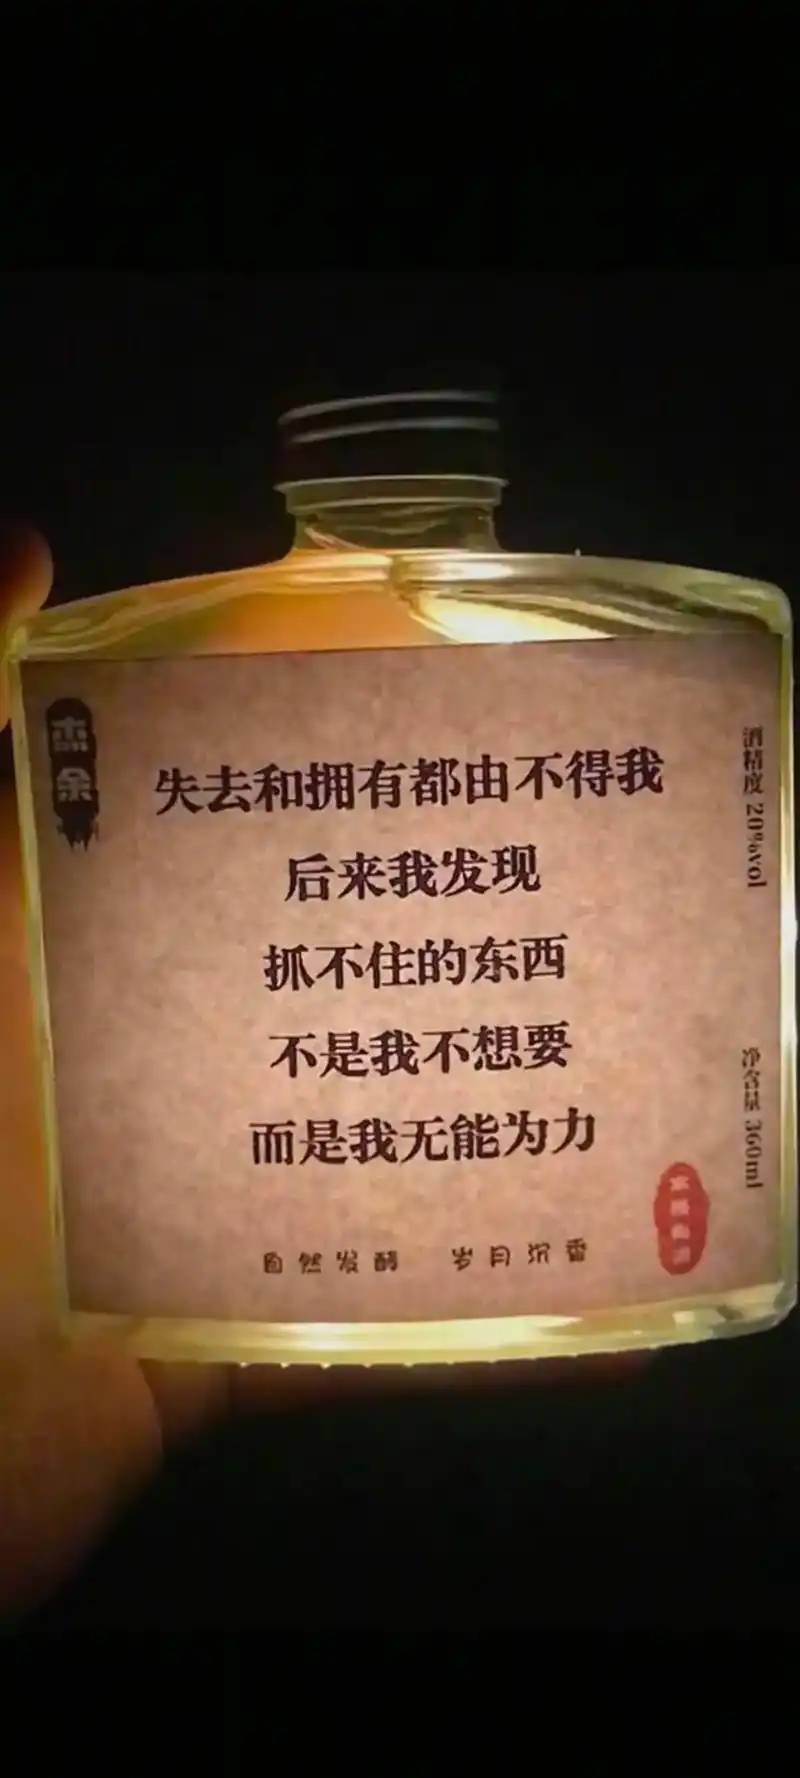 杰余
失去和拥有都由不得我
后来我发现
抓不住的东西
不是我不想要
而是我无能为力
自然发酵 岁月沉香
酒精度 20%vol
净含量 360ml